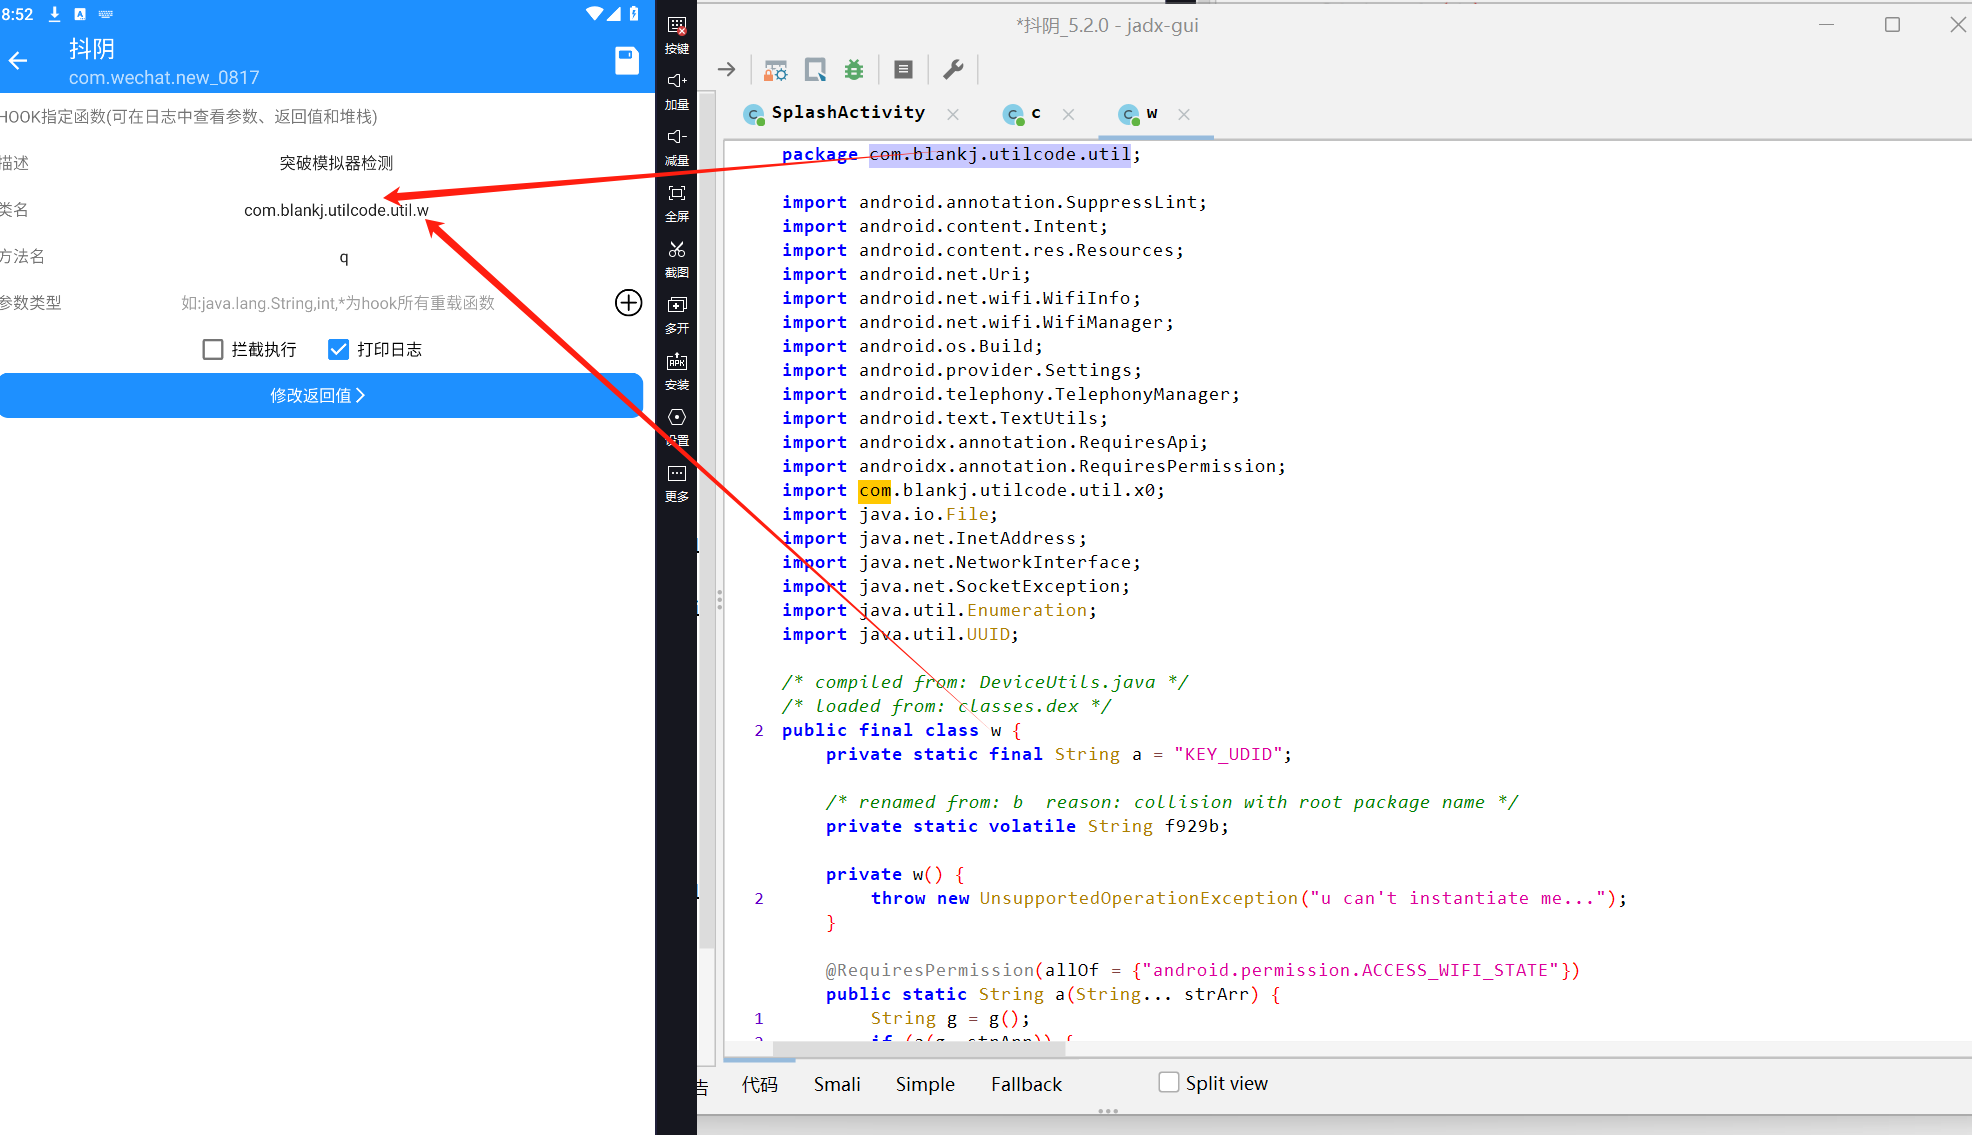 8:52
抖阴
com.wechat.new_0817
HOOK指定函数(可在日志中查看参数、返回值和堆栈)
描述
突破模拟器检测
类名
com.blankj.utilcode.util.w
方法名
q
参数类型
如:java.lang.String,int,*为hook所有重载函数
拦截执行
打印日志
修改返回值
按键
加量
减量
全屏
截图
多开
APK
安装
设置
更多
*抖阴_5.2.0 - jadx-gui
SplashActivity
c
w
package com.blankj.utilcode.util;
import android.annotation.SuppressLint;
import android.content.Intent;
import android.content.res.Resources;
import android.net.Uri;
import android.net.wifi.WifiInfo;
import android.net.wifi.WifiManager;
import android.os.Build;
import android.provider.Settings;
import android.telephony.TelephonyManager;
import android.text.TextUtils;
import androidx.annotation.RequiresApi;
import androidx.annotation.RequiresPermission;
import com.blankj.utilcode.util.x0;
import java.io.File;
import java.net.InetAddress;
import java.net.NetworkInterface;
import java.net.SocketException;
import java.util.Enumeration;
import java.util.UUID;
/* compiled from: DeviceUtils.java */
/* loaded from: classes.dex */
2 public final class w {
private static final String a = "KEY_UDID";
/* renamed from: b  reason: collision with root package name */
private static volatile String f929b;
private w() {
2 throw new UnsupportedOperationException("u can't instantiate me...");
}
@RequiresPermission(allOf = {"android.permission.ACCESS_WIFI_STATE"})
public static String a(String... strArr) {
1 String g = g();
2 if (a(g, strArr)) {
告
代码
Smali
Simple
Fallback
Split view